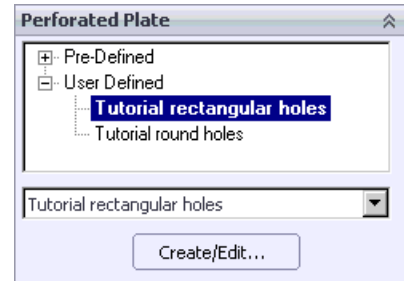 Perforated Plate
Pre-Defined
User Defined
Tutorial rectangular holes
Tutorial round holes
Tutorial rectangular holes
Create/Edit...